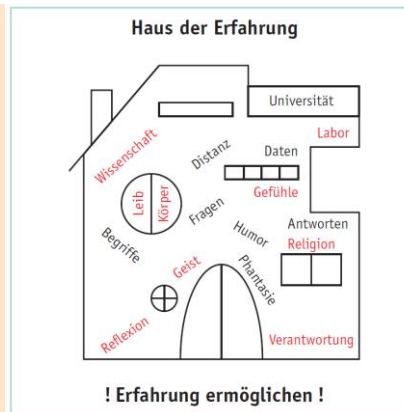 Haus der Erfahrung
Universität
Labor
Wissenschaft
Distanz
Daten
Gefühle
Leib
Körper
Fragen
Begriffe
Humor
Antworten
Religion
Geist
Phantasie
Reflexion
Verantwortung
! Erfahrung ermöglichen !